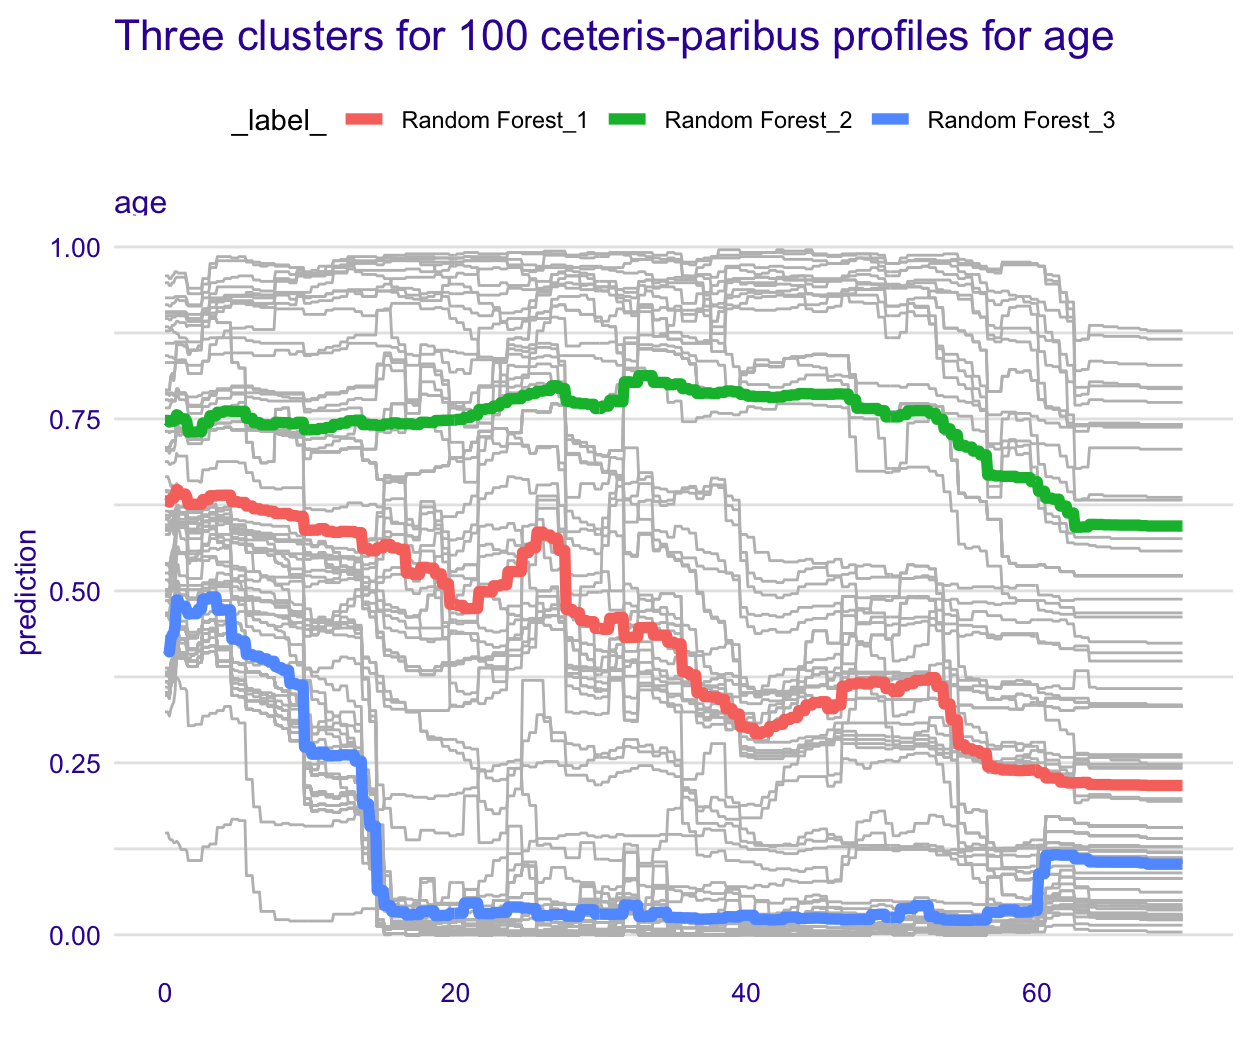 Three clusters for 100 ceteris-paribus profiles for age
_label_ Random Forest_1 Random Forest_2 Random Forest_3
age
1.00
0.75
prediction
0.50
0.25
0.00
0 20 40 60